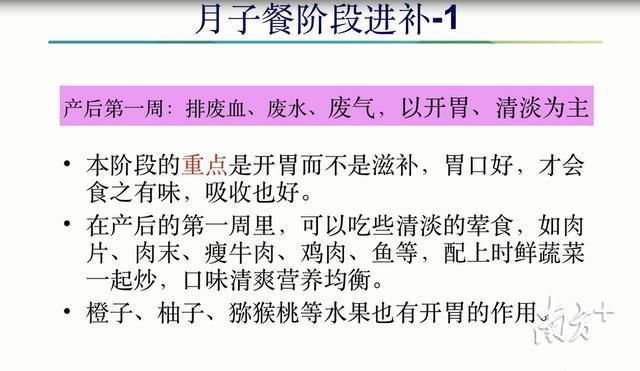 月子餐阶段进补-1
产后第一周：排废血、废水、废气，以开胃、清淡为主
• 本阶段的重点是开胃而不是滋补，胃口好，才会
食之有味，吸收也好。
• 在产后的第一周里，可以吃些清淡的荤食，如肉
片、肉末、瘦牛肉、鸡肉、鱼等，配上时鲜蔬菜
一起炒，口味清爽营养均衡。
• 橙子、柚子、猕猴桃等水果也有开胃的作用。
南方+